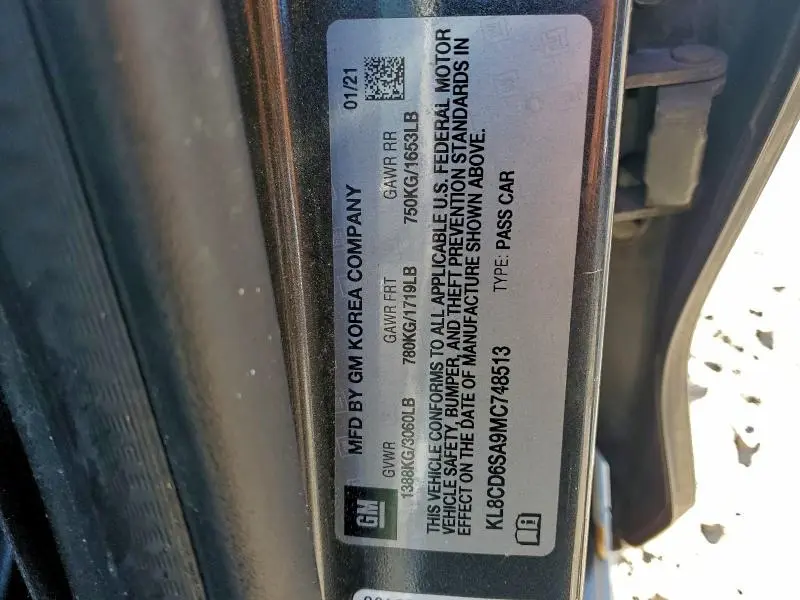 GM
MFD BY GM KOREA COMPANY
01/21
GVWR
GAWR FRT
GAWR RR
1388KG/3060LB
780KG/1719LB
750KG/1653LB
THIS VEHICLE CONFORMS TO ALL APPLICABLE U.S. FEDERAL MOTOR
VEHICLE SAFETY, BUMPER, AND THEFT PREVENTION STANDARDS IN
EFFECT ON THE DATE OF MANUFACTURE SHOWN ABOVE.
KL8CD6SA9MC748513
TYPE: PASS CAR